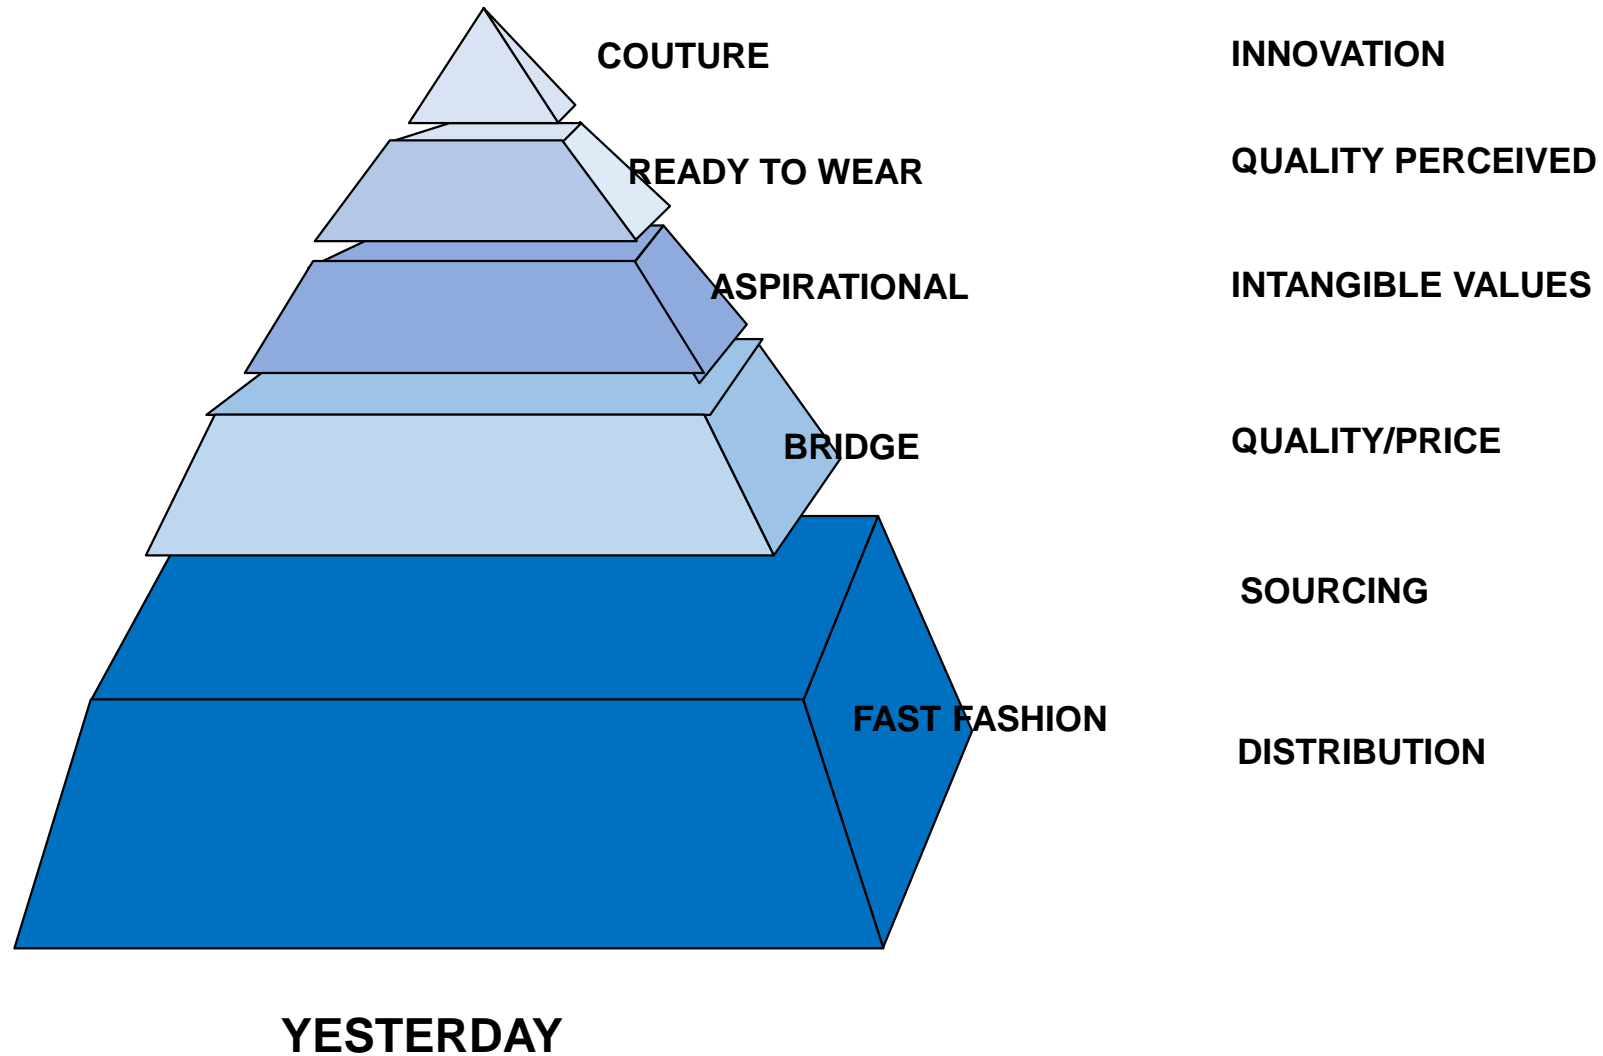 COUTURE
INNOVATION
READY TO WEAR
QUALITY PERCEIVED
ASPIRATIONAL
INTANGIBLE VALUES
BRIDGE
QUALITY/PRICE
SOURCING
FAST FASHION
DISTRIBUTION
YESTERDAY